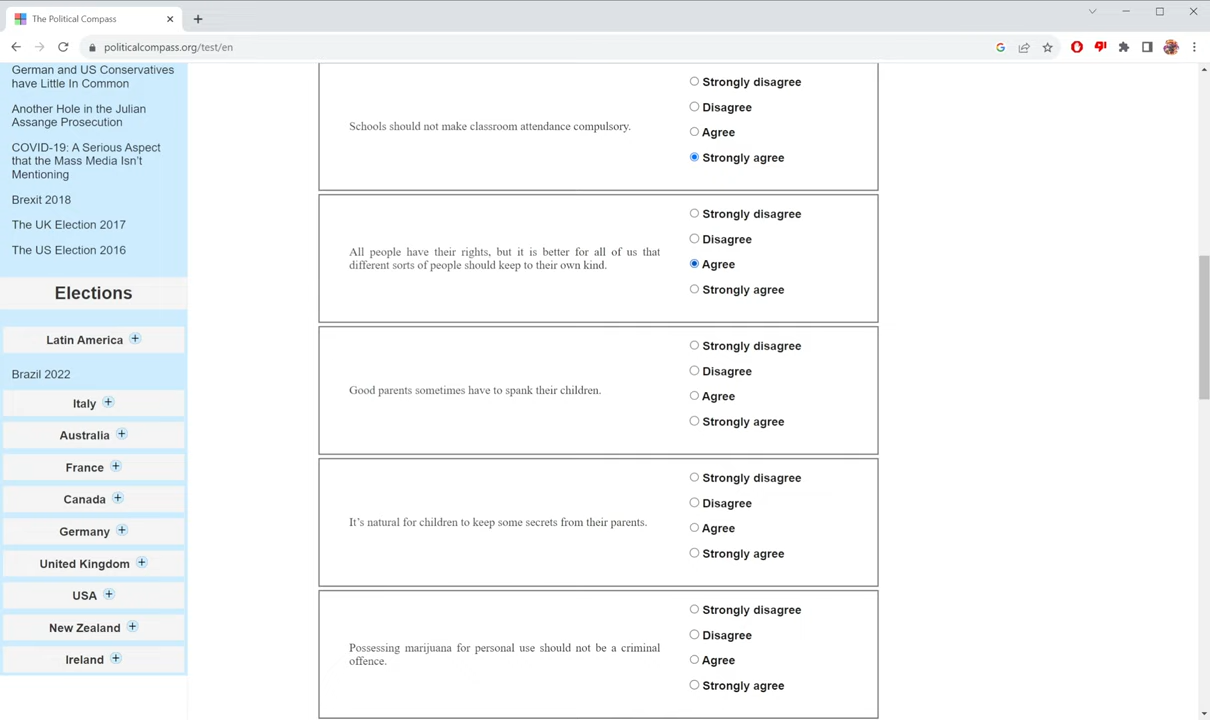 The Political Compass
politicalcompass.org/test/en
German and US Conservatives
have Little In Common
Another Hole in the Julian
Assange Prosecution
COVID-19: A Serious Aspect
that the Mass Media Isn't
Mentioning
Brexit 2018
The UK Election 2017
The US Election 2016
Elections
Latin America +
Brazil 2022
Italy +
Australia +
France +
Canada +
Germany +
United Kingdom +
USA +
New Zealand +
Ireland +
Schools should not make classroom attendance compulsory.
Strongly disagree
Disagree
Agree
Strongly agree
All people have their rights, but it is better for all of us that
different sorts of people should keep to their own kind.
Strongly disagree
Disagree
Agree
Strongly agree
Good parents sometimes have to spank their children.
Strongly disagree
Disagree
Agree
Strongly agree
It's natural for children to keep some secrets from their parents.
Strongly disagree
Disagree
Agree
Strongly agree
Possessing marijuana for personal use should not be a criminal
offence.
Strongly disagree
Disagree
Agree
Strongly agree